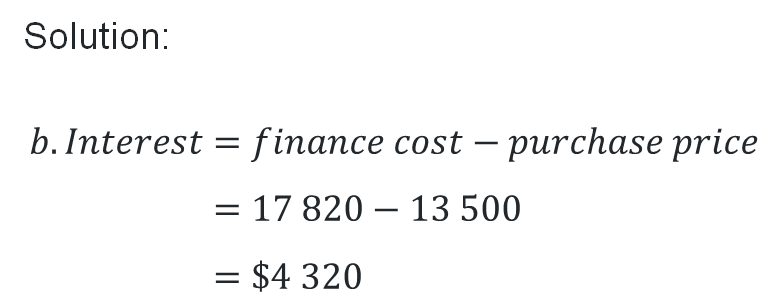 Solution:
b. Interest = finance cost − purchase price
= 17 820 − 13 500
= $4 320